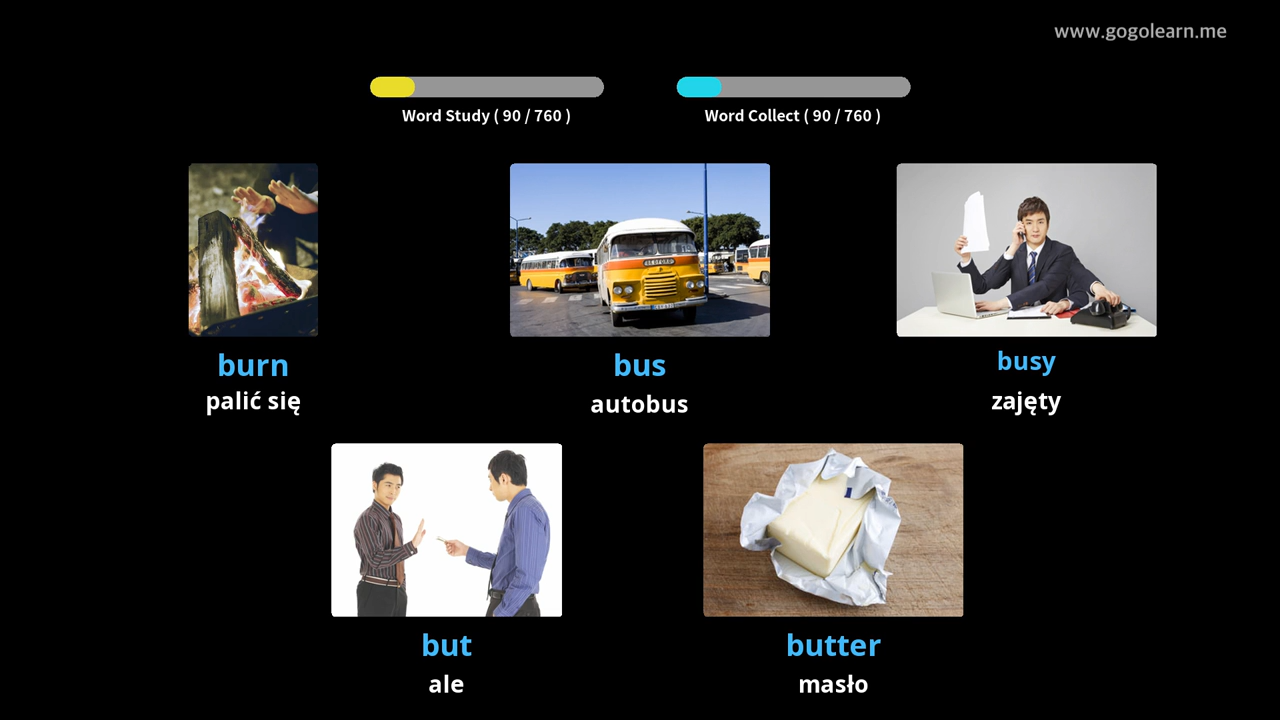 www.gogolearn.me
Word Study ( 90 / 760 )
Word Collect ( 90 / 760 )
burn
palić się
bus
autobus
busy
zajęty
but
ale
butter
masło